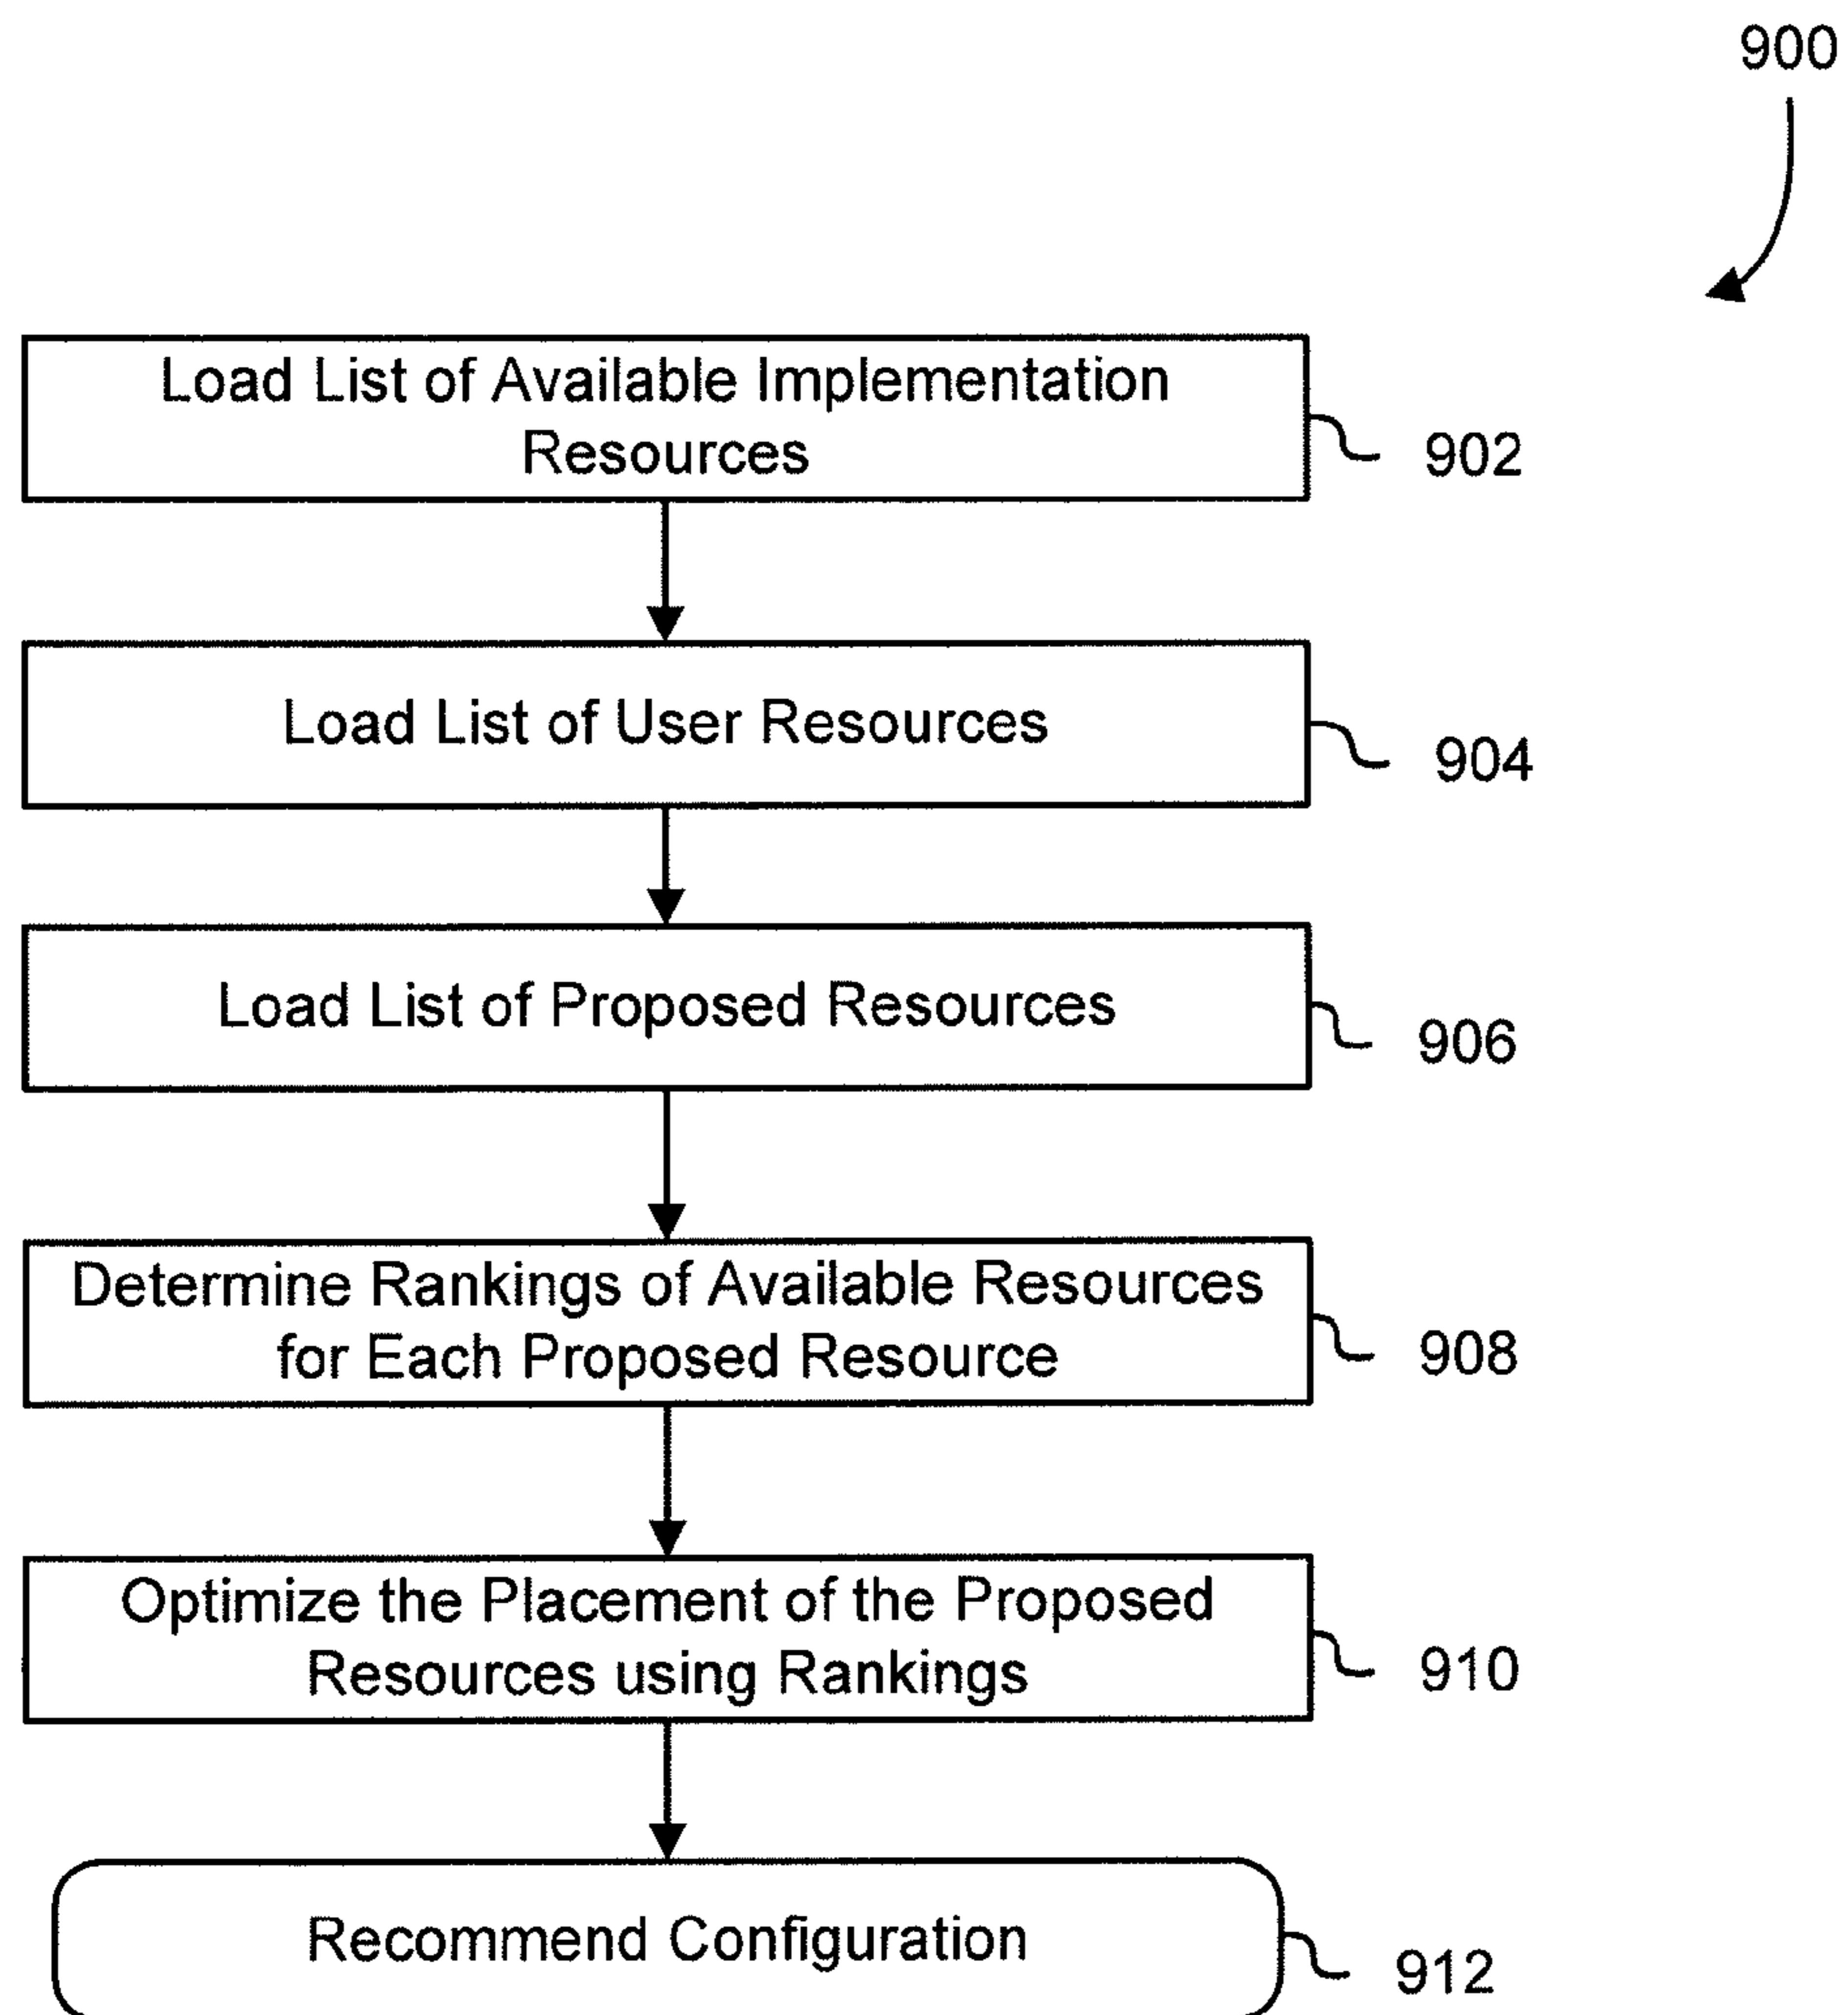 900
Load List of Available Implementation
Resources
902
Load List of User Resources
904
Load List of Proposed Resources
906
Determine Rankings of Available Resources
for Each Proposed Resource
908
Optimize the Placement of the Proposed
Resources using Rankings
910
Recommend Configuration
912